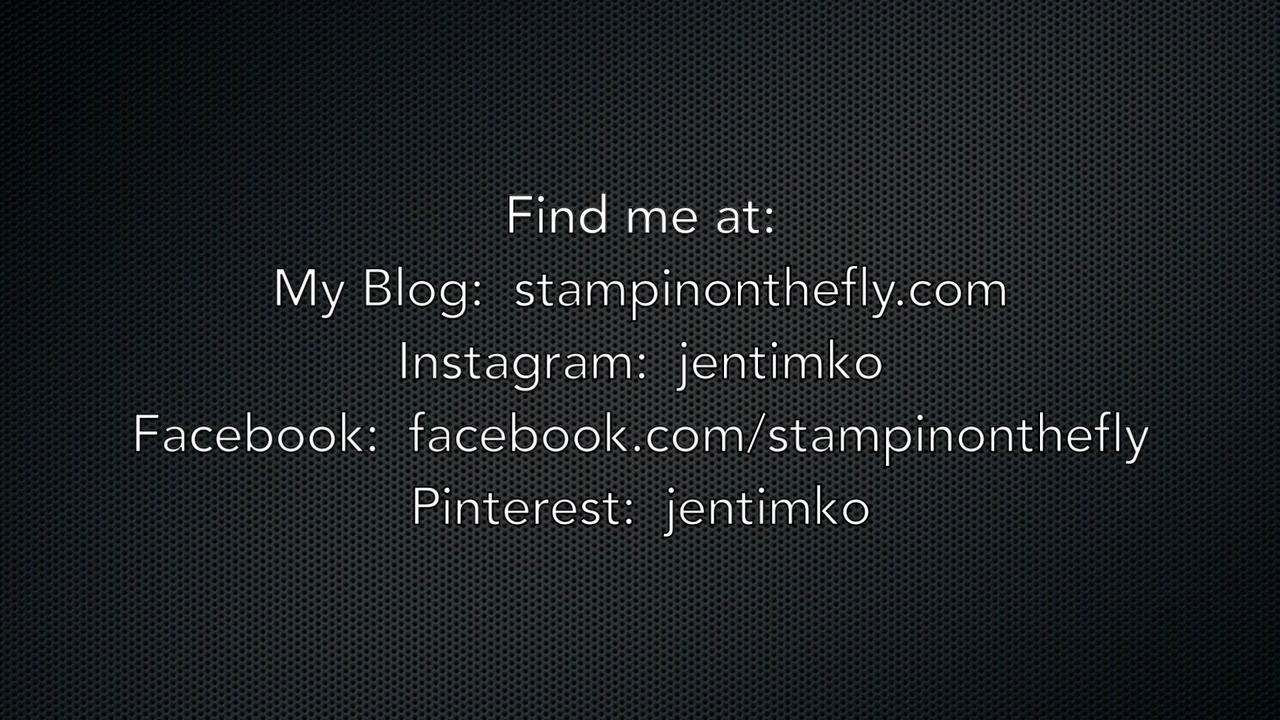 Find me at:
My Blog:  stampinonthefly.com
Instagram:  jentimko
Facebook:  facebook.com/stampinonthefly
Pinterest:  jentimko